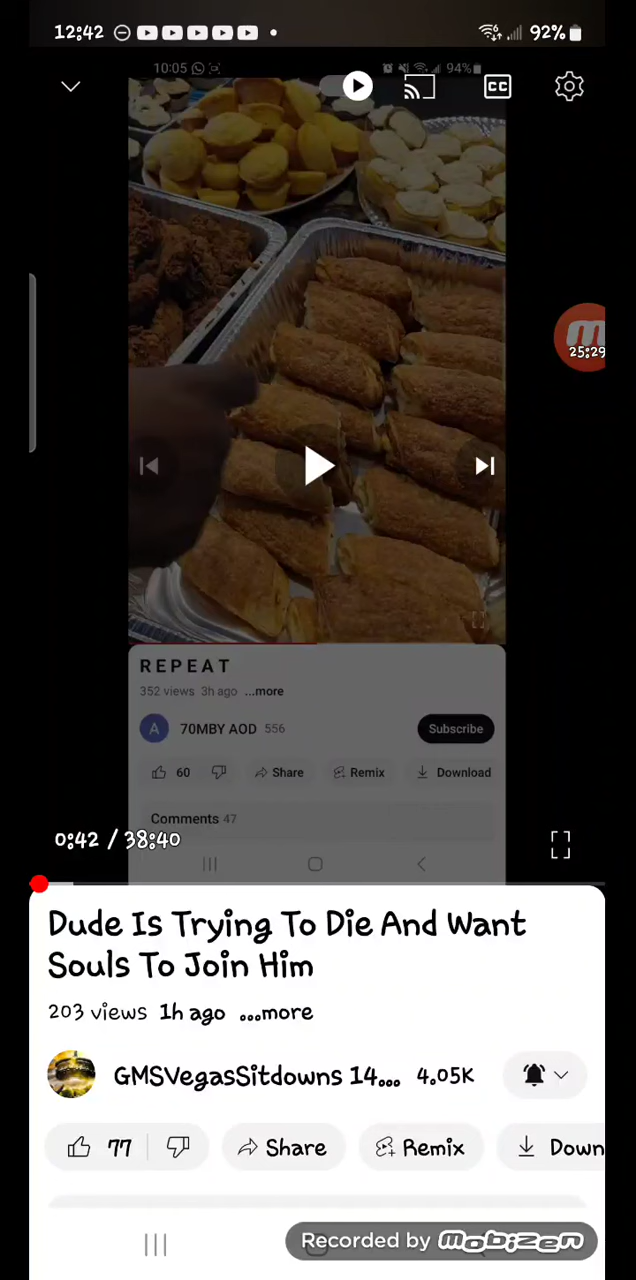 12:42 92%
10:05 94%
CC
25:29
REPEAT
352 views 3h ago ...more
A 70MBY AOD 556 Subscribe
60 Share Remix Download
Comments 47
0:42 / 38:40
Dude Is Trying To Die And Want
Souls To Join Him
203 views 1h ago ...more
GMSVegasSitdowns 14... 4.05K
77 Share Remix Down
Recorded by mobizen